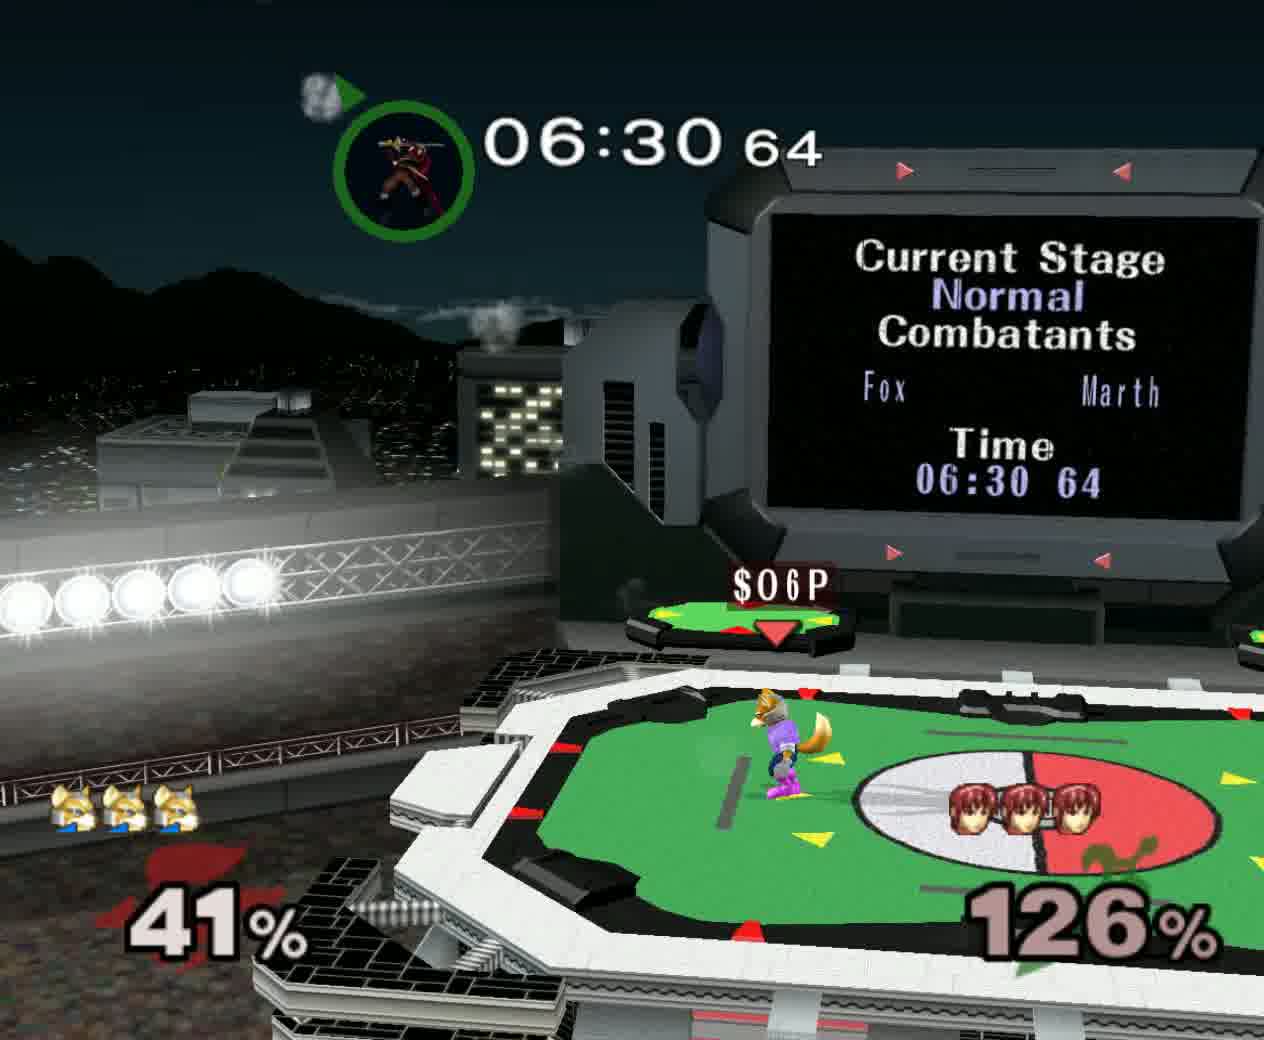 06:30 64
Current Stage
Normal
Combatants
Fox Marth
Time
06:30 64
$06P
41%
126%